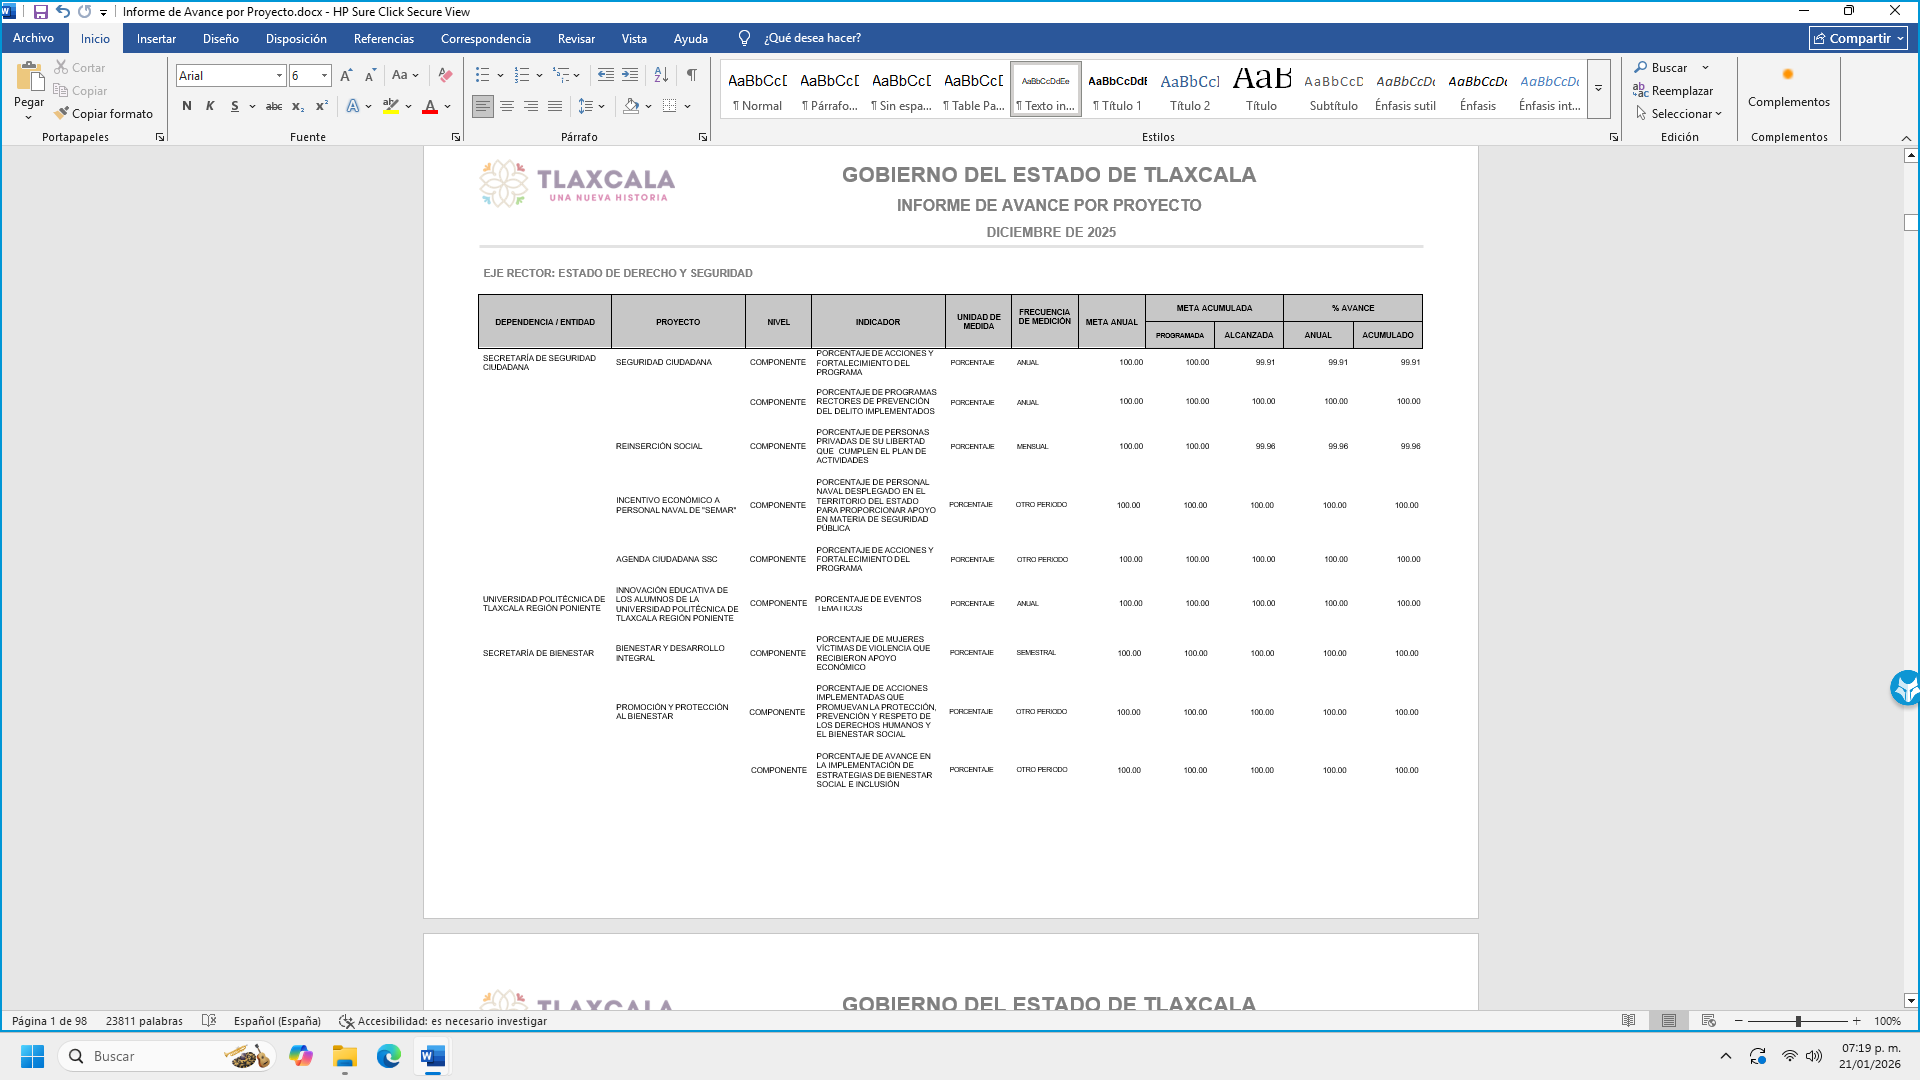 Informe de Avance por Proyecto.docx - HP Sure Click Secure View
Archivo Inicio Insertar Diseño Disposición Referencias Correspondencia Revisar Vista Ayuda ¿Qué desea hacer? Compartir
Pegar
Cortar
Copiar
Copiar formato
Portapapeles
Arial 6
Aa
N K S abc x₂ x²
A A
Fuente
Párrafo
AaBbCcD ¶ Normal
AaBbCcD ¶ Párrafo...
AaBbCcD ¶ Sin espa...
AaBbCcD ¶ Table Pa...
AaBbCcDdEe ¶ Texto in...
AaBbCcDdE ¶ Título 1
AaBbCcI Título 2
AaB Título
AaBbCcD Subtítulo
AaBbCcDc Énfasis sutil
AaBbCcDc Énfasis
AaBbCcDc Énfasis int...
Estilos
Buscar
Reemplazar
Seleccionar
Edición
Complementos
Complementos
TLAXCALA
UNA NUEVA HISTORIA
GOBIERNO DEL ESTADO DE TLAXCALA
INFORME DE AVANCE POR PROYECTO
DICIEMBRE DE 2025
EJE RECTOR: ESTADO DE DERECHO Y SEGURIDAD
DEPENDENCIA / ENTIDAD PROYECTO NIVEL INDICADOR UNIDAD DE MEDIDA FRECUENCIA DE MEDICIÓN META ANUAL META ACUMULADA % AVANCE
PROGRAMADA ALCANZADA ANUAL ACUMULADO
SECRETARÍA DE SEGURIDAD CIUDADANA SEGURIDAD CIUDADANA COMPONENTE PORCENTAJE DE ACCIONES Y FORTALECIMIENTO DEL PROGRAMA PORCENTAJE ANUAL 100.00 100.00 99.91 99.91 99.91
COMPONENTE PORCENTAJE DE PROGRAMAS RECTORES DE PREVENCIÓN DEL DELITO IMPLEMENTADOS PORCENTAJE ANUAL 100.00 100.00 100.00 100.00 100.00
REINSERCIÓN SOCIAL COMPONENTE PORCENTAJE DE PERSONAS PRIVADAS DE SU LIBERTAD QUE CUMPLEN EL PLAN DE ACTIVIDADES PORCENTAJE MENSUAL 100.00 100.00 99.96 99.96 99.96
INCENTIVO ECONÓMICO A PERSONAL NAVAL DE "SEMAR" COMPONENTE PORCENTAJE DE PERSONAL NAVAL DESPLEGADO EN EL TERRITORIO DEL ESTADO PARA PROPORCIONAR APOYO EN MATERIA DE SEGURIDAD PÚBLICA PORCENTAJE OTRO PERIODO 100.00 100.00 100.00 100.00 100.00
AGENDA CIUDADANA SSC COMPONENTE PORCENTAJE DE ACCIONES Y FORTALECIMIENTO DEL PROGRAMA PORCENTAJE OTRO PERIODO 100.00 100.00 100.00 100.00 100.00
UNIVERSIDAD POLITÉCNICA DE TLAXCALA REGIÓN PONIENTE INNOVACIÓN EDUCATIVA DE LOS ALUMNOS DE LA UNIVERSIDAD POLITÉCNICA DE TLAXCALA REGIÓN PONIENTE COMPONENTE PORCENTAJE DE EVENTOS TEMÁTICOS PORCENTAJE ANUAL 100.00 100.00 100.00 100.00 100.00
SECRETARÍA DE BIENESTAR BIENESTAR Y DESARROLLO INTEGRAL COMPONENTE PORCENTAJE DE MUJERES VÍCTIMAS DE VIOLENCIA QUE RECIBIERON APOYO ECONÓMICO PORCENTAJE SEMESTRAL 100.00 100.00 100.00 100.00 100.00
PROMOCIÓN Y PROTECCIÓN AL BIENESTAR COMPONENTE PORCENTAJE DE ACCIONES IMPLEMENTADAS QUE PROMUEVAN LA PROTECCIÓN, PREVENCIÓN Y RESPETO DE LOS DERECHOS HUMANOS Y EL BIENESTAR SOCIAL PORCENTAJE OTRO PERIODO 100.00 100.00 100.00 100.00 100.00
COMPONENTE PORCENTAJE DE AVANCE EN LA IMPLEMENTACIÓN DE ESTRATEGIAS DE BIENESTAR SOCIAL E INCLUSIÓN PORCENTAJE OTRO PERIODO 100.00 100.00 100.00 100.00 100.00
TLAXCALA
GOBIERNO DEL ESTADO DE TLAXCALA
Página 1 de 98 23811 palabras Español (España) Accesibilidad: es necesario investigar 100%
Buscar
07:19 p. m.
21/01/2026